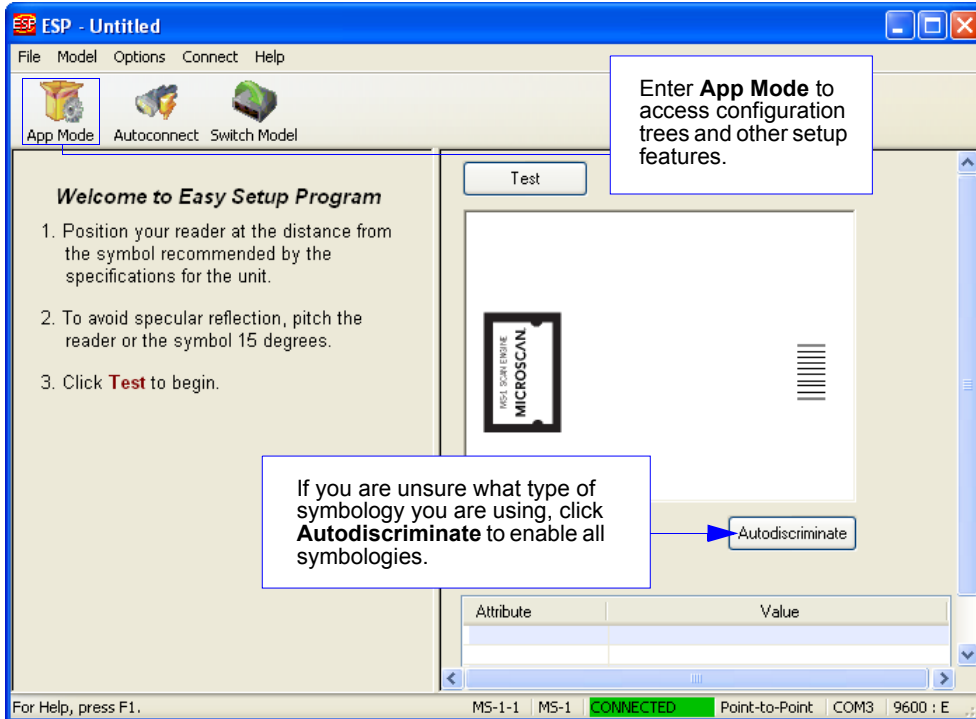 ESP - Untitled
File Model Options Connect Help
App Mode Autoconnect Switch Model
Enter App Mode to
access configuration
trees and other setup
features.
Welcome to Easy Setup Program
1. Position your reader at the distance from
the symbol recommended by the
specifications for the unit.
2. To avoid specular reflection, pitch the
reader or the symbol 15 degrees.
3. Click Test to begin.
Test
MS-1 SCAN ENGINE
MICROSCAN.
If you are unsure what type of
symbology you are using, click
Autodiscriminate to enable all
symbologies.
Autodiscriminate
Attribute Value
For Help, press F1. MS-1-1 MS-1 CONNECTED Point-to-Point COM3 9600 : E